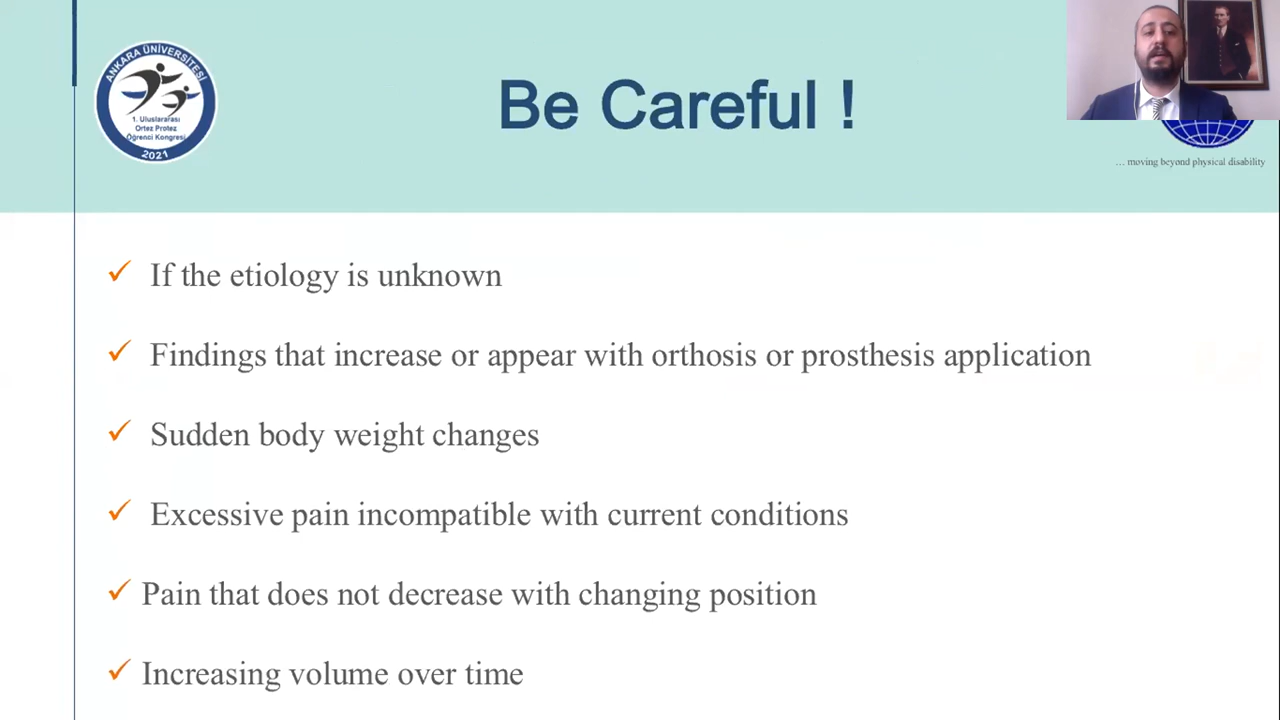 ANKARA ÜNİVERSİTESİ
1. Uluslararası
Ortez Protez
Öğrenci Kongresi
2021
Be Careful !
... moving beyond physical disability
✓ If the etiology is unknown
✓ Findings that increase or appear with orthosis or prosthesis application
✓ Sudden body weight changes
✓ Excessive pain incompatible with current conditions
✓ Pain that does not decrease with changing position
✓ Increasing volume over time